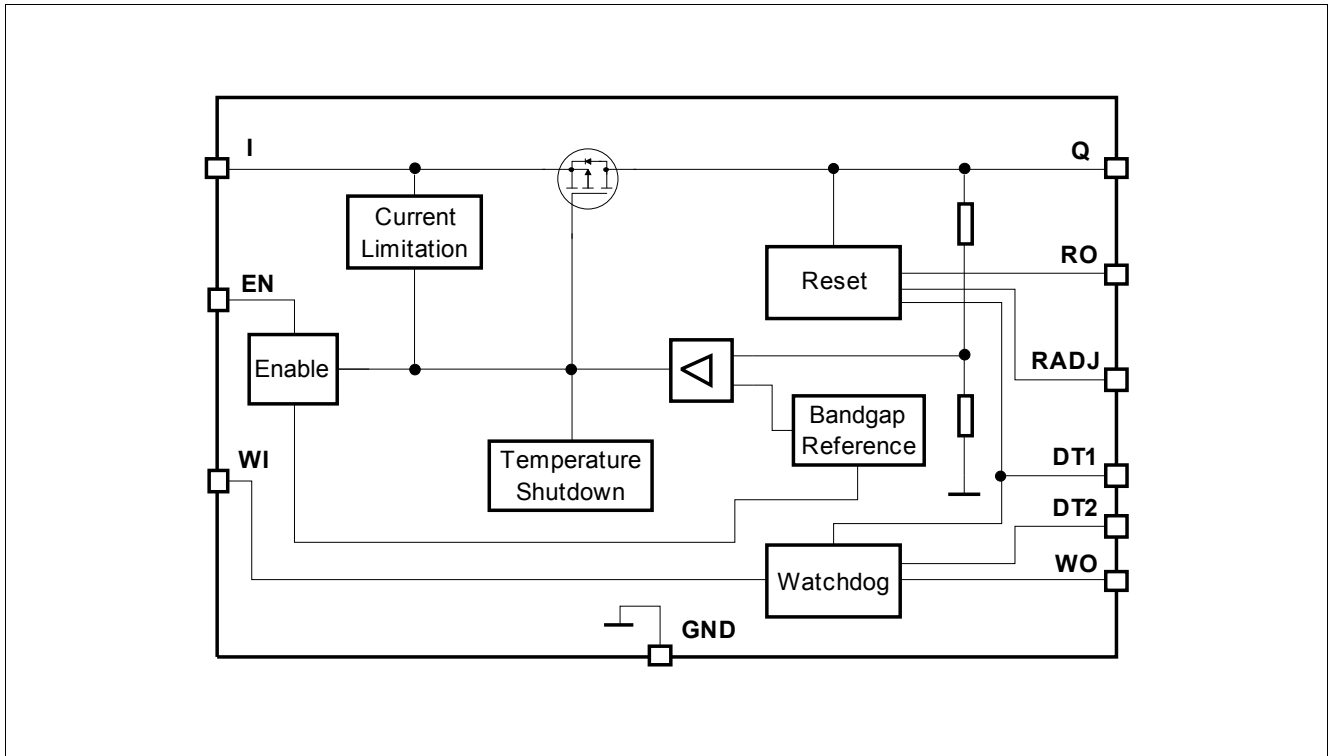 I
Q
Current
Limitation
RO
Reset
EN
Enable
RADJ
Bandgap
Reference
WI
Temperature
Shutdown
DT1
DT2
WO
Watchdog
GND